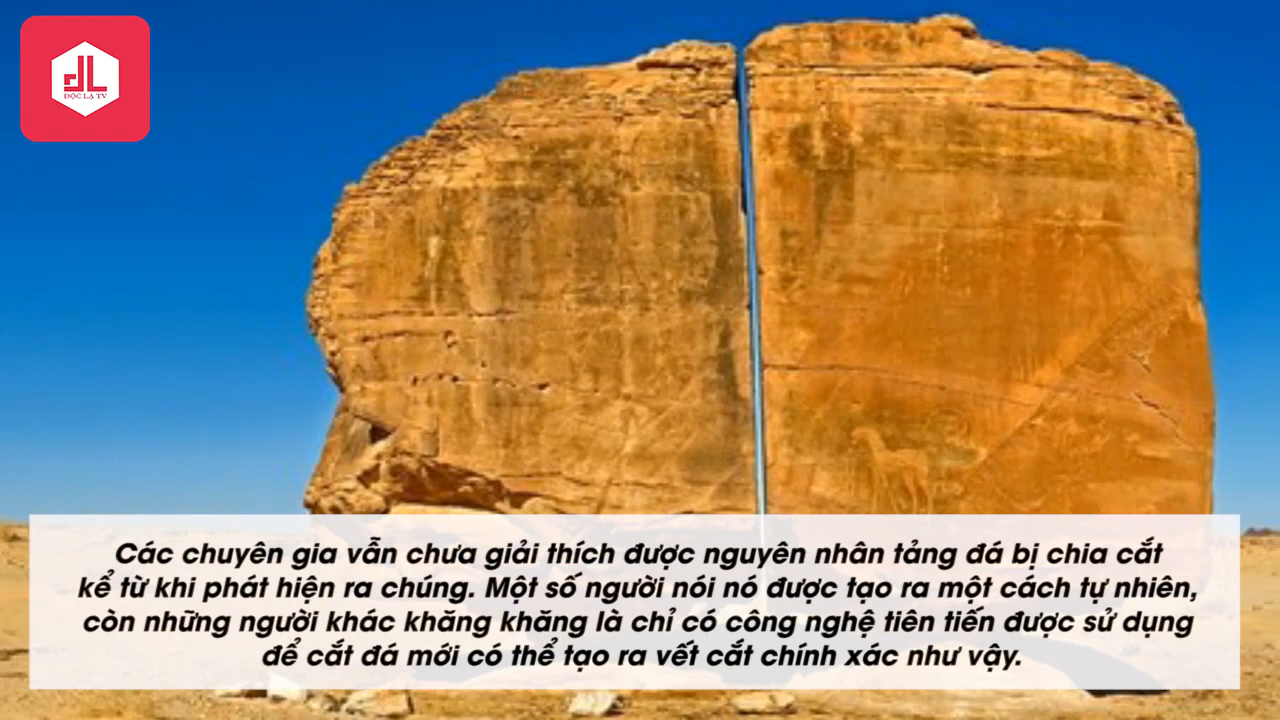 ĐỘC LẠ TV
Các chuyên gia vẫn chưa giải thích được nguyên nhân tảng đá bị chia cắt
kể từ khi phát hiện ra chúng. Một số người nói nó được tạo ra một cách tự nhiên,
còn những người khác khăng khăng là chỉ có công nghệ tiên tiến được sử dụng
để cắt đá mới có thể tạo ra vết cắt chính xác như vậy.